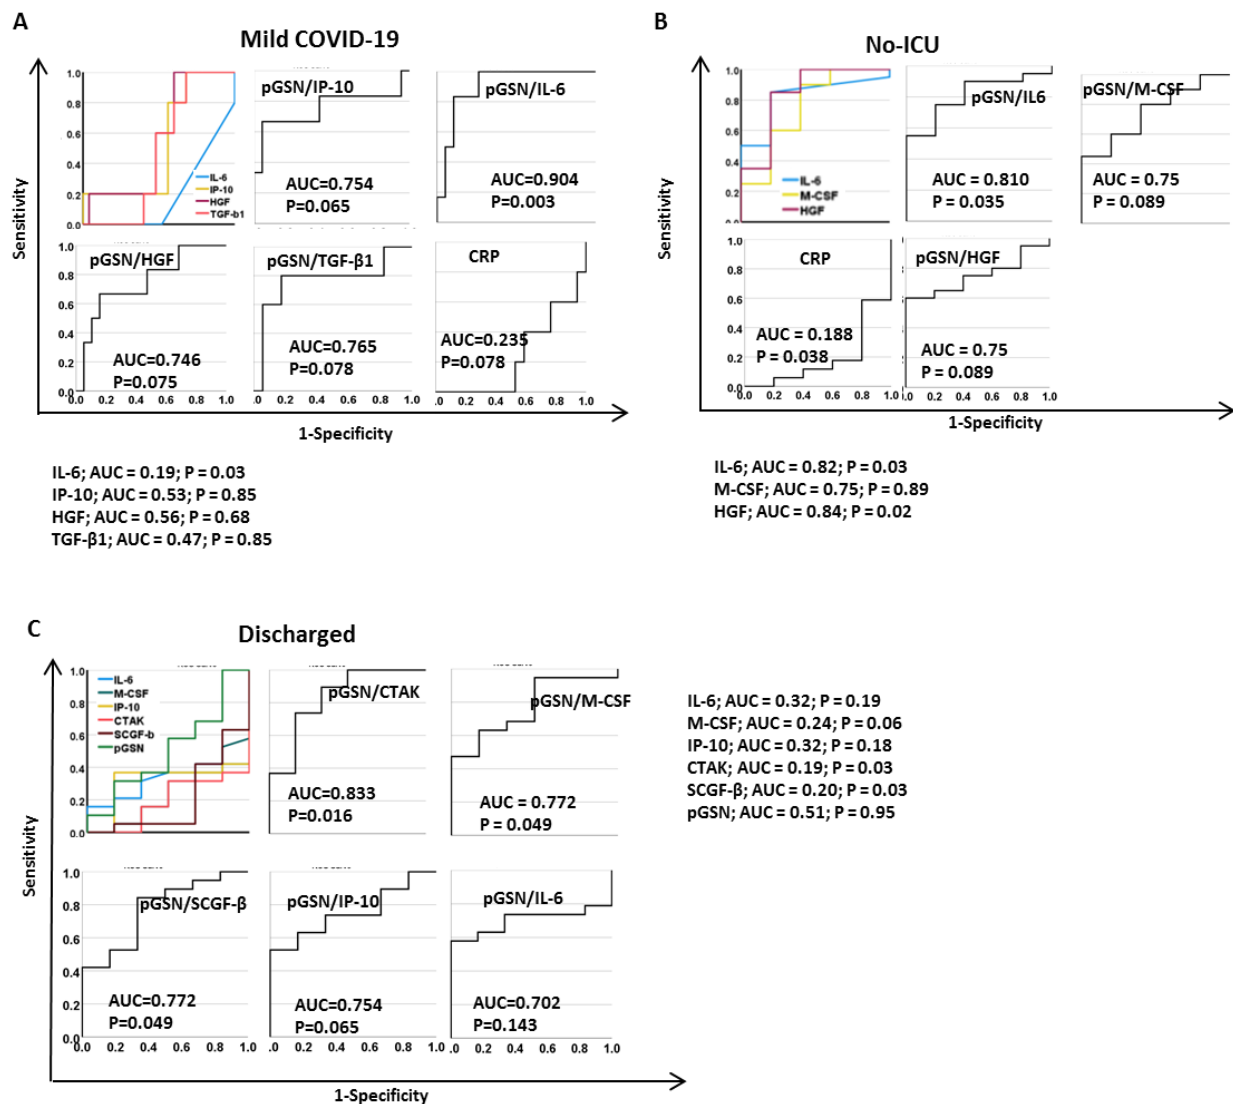 A
Mild COVID-19
Sensitivity
1.0
0.8
0.6
0.4
0.2
0.0
IL-6
IP-10
HGF
TGF-b1
pGSN/IP-10
AUC=0.754
P=0.065
pGSN/IL-6
AUC=0.904
P=0.003
1.0
0.8
0.6
0.4
0.2
0.0
pGSN/HGF
AUC=0.746
P=0.075
0.2 0.4 0.6 0.8 1.0
pGSN/TGF-β1
AUC=0.765
P=0.078
.0 0.2 0.4 0.6 0.8 1.0
CRP
AUC=0.235
P=0.078
.0 0.2 0.4 0.6 0.8 1.0
1-Specificity
IL-6; AUC = 0.19; P = 0.03
IP-10; AUC = 0.53; P = 0.85
HGF; AUC = 0.56; P = 0.68
TGF-β1; AUC = 0.47; P = 0.85
B
No-ICU
Sensitivity
1.0
0.8
0.6
0.4
0.2
0.0
IL-6
M-CSF
HGF
pGSN/IL6
AUC = 0.810
P = 0.035
pGSN/M-CSF
AUC = 0.75
P = 0.089
1.0
0.8
0.6
0.4
0.2
0.0
CRP
AUC = 0.188
P = 0.038
0.0 0.2 0.4 0.6 0.8 1.0
pGSN/HGF
AUC = 0.75
P = 0.089
.0 0.2 0.4 0.6 0.8 1.0
1-Specificity
IL-6; AUC = 0.82; P = 0.03
M-CSF; AUC = 0.75; P = 0.89
HGF; AUC = 0.84; P = 0.02
C
Discharged
Sensitivity
1.0
0.8
0.6
0.4
0.2
0.0
IL-6
M-CSF
IP-10
CTAK
SCGF-b
pGSN
pGSN/CTAK
AUC=0.833
P=0.016
pGSN/M-CSF
AUC = 0.772
P = 0.049
IL-6; AUC = 0.32; P = 0.19
M-CSF; AUC = 0.24; P = 0.06
IP-10; AUC = 0.32; P = 0.18
CTAK; AUC = 0.19; P = 0.03
SCGF-β; AUC = 0.20; P = 0.03
pGSN; AUC = 0.51; P = 0.95
1.0
0.8
0.6
0.4
0.2
0.0
pGSN/SCGF-β
AUC=0.772
P=0.049
0.0 0.2 0.4 0.6 0.8 1.0
pGSN/IP-10
AUC=0.754
P=0.065
.0 0.2 0.4 0.6 0.8 1.0
pGSN/IL-6
AUC=0.702
P=0.143
.0 0.2 0.4 0.6 0.8 1.0
1-Specificity